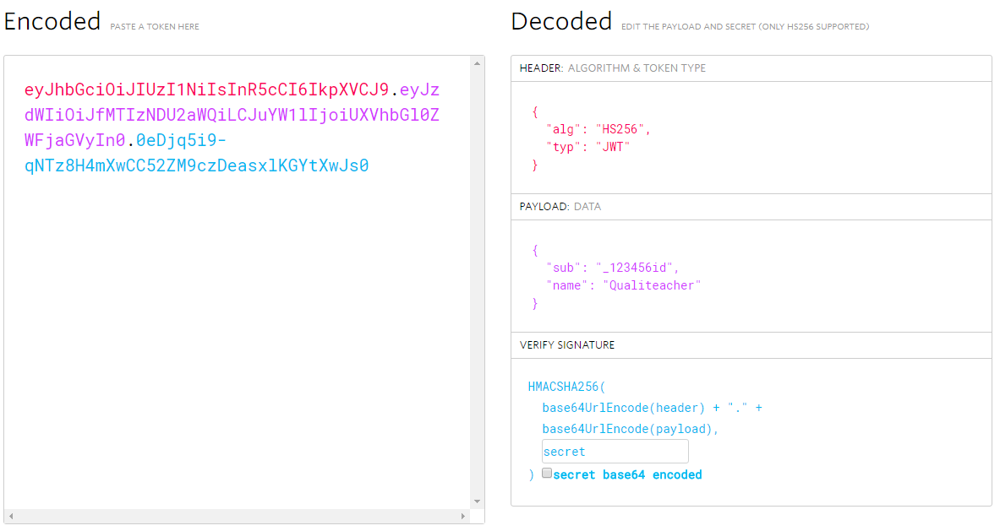 Encoded PASTE A TOKEN HERE
eyJhbGciOiJIUzI1NiIsInR5cCI6IkpXVCJ9.eyJz
dWIiOiJfMTIzNDU2aWQiLCJuYW1lIjoiUXVhbGl0Z
WFjaGVyIn0.0eDjq5i9-
qNTz8H4mXwCC52ZM9czDeasxlKGYtXwJs0
Decoded EDIT THE PAYLOAD AND SECRET (ONLY HS256 SUPPORTED)
HEADER: ALGORITHM & TOKEN TYPE
{
"alg": "HS256",
"typ": "JWT"
}
PAYLOAD: DATA
{
"sub": "_123456id",
"name": "Qualiteacher"
}
VERIFY SIGNATURE
HMACSHA256(
base64UrlEncode(header) + "." +
base64UrlEncode(payload),
secret
) secret base64 encoded